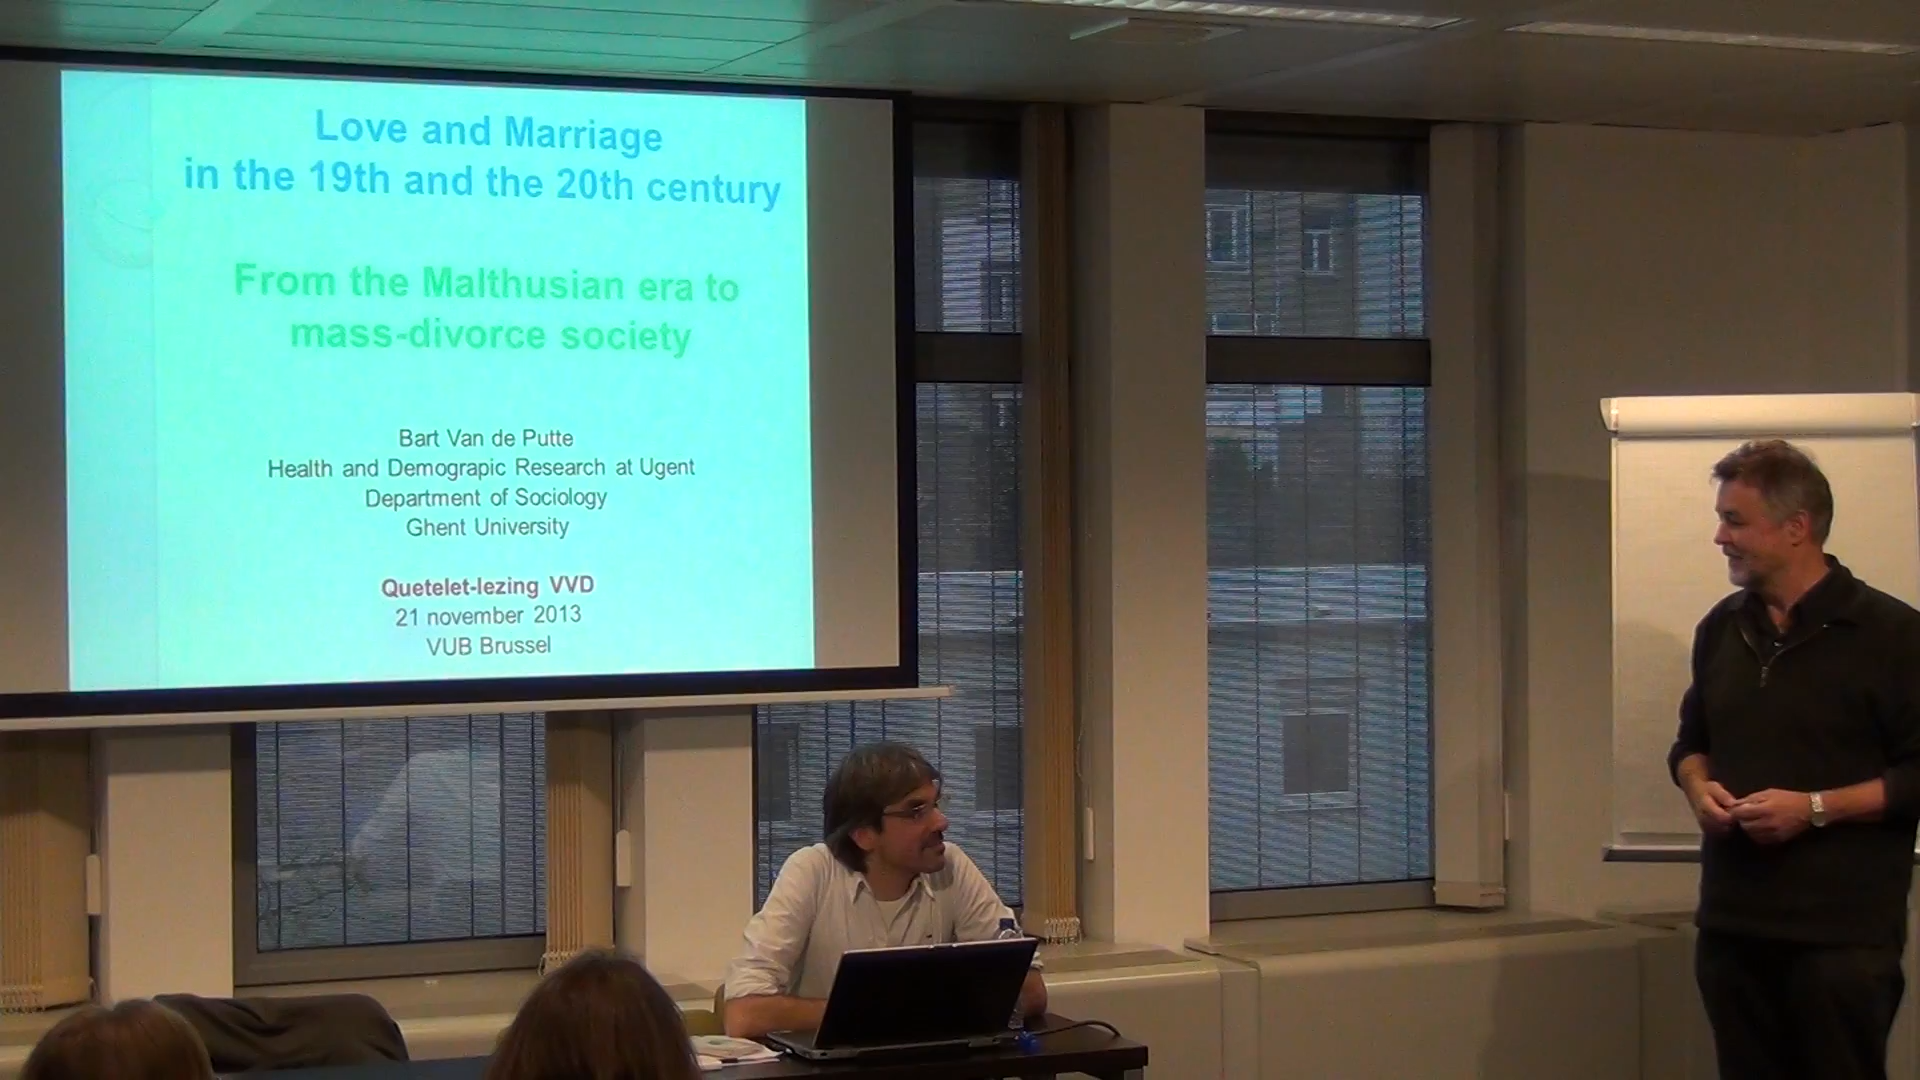 Love and Marriage
in the 19th and the 20th century
From the Malthusian era to
mass-divorce society
Bart Van de Putte
Health and Demograpic Research at Ugent
Department of Sociology
Ghent University
Quetelet-lezing VVD
21 november 2013
VUB Brussel